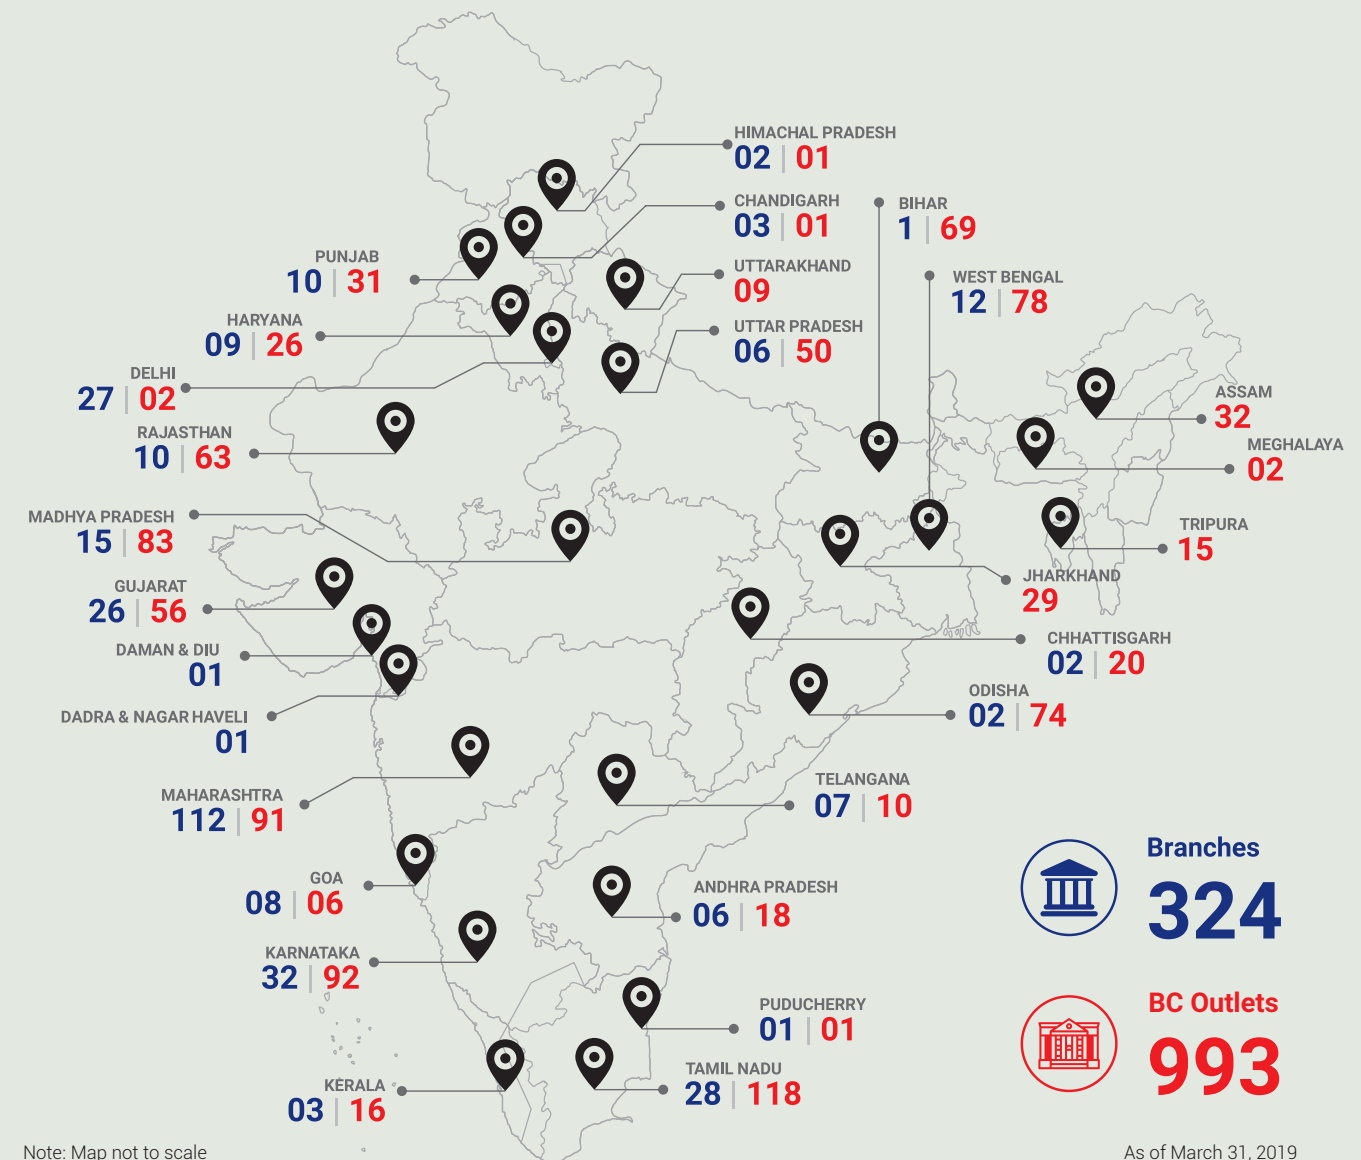 HIMACHAL PRADESH
02 | 01
CHANDIGARH
03 | 01
BIHAR
1 | 69
PUNJAB
10 | 31
UTTARAKHAND
09
WEST BENGAL
12 | 78
HARYANA
09 | 26
UTTAR PRADESH
06 | 50
DELHI
27 | 02
ASSAM
32
RAJASTHAN
10 | 63
MEGHALAYA
02
MADHYA PRADESH
15 | 83
TRIPURA
15
GUJARAT
26 | 56
JHARKHAND
29
DAMAN & DIU
01
CHHATTISGARH
02 | 20
DADRA & NAGAR HAVELI
01
ODISHA
02 | 74
MAHARASHTRA
112 | 91
TELANGANA
07 | 10
GOA
08 | 06
ANDHRA PRADESH
06 | 18
Branches
324
KARNATAKA
32 | 92
PUDUCHERRY
01 | 01
BC Outlets
993
KERALA
03 | 16
TAMIL NADU
28 | 118
Note: Map not to scale
As of March 31, 2019